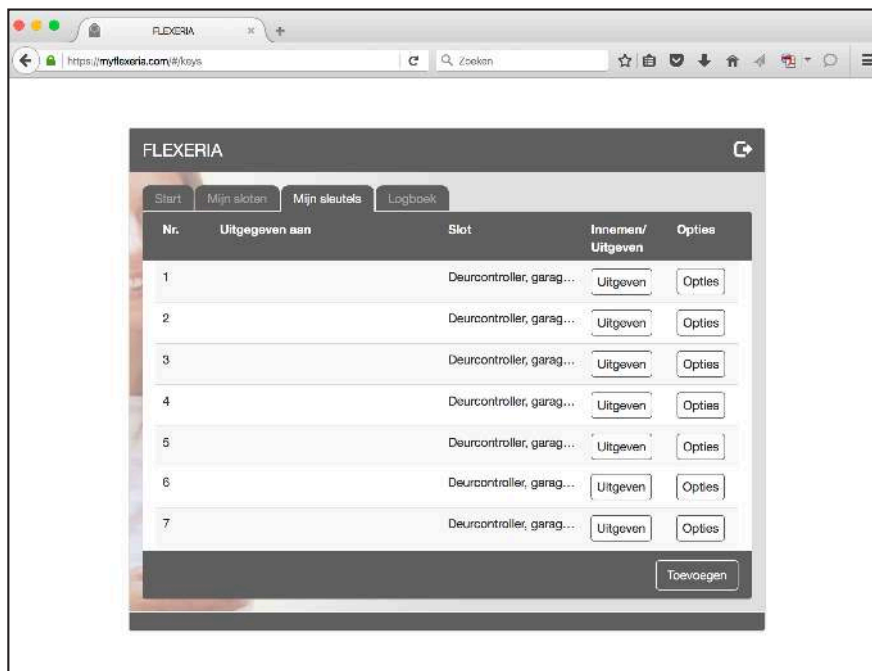 FLEXERIA
https://myflexeria.com/#/keys
Zoeken
FLEXERIA
Start Mijn sloten Mijn sleutels Logboek
Nr. Uitgegeven aan Slot Innemen/ Opties
Uitgeven
1 Deurcontroller, garag... Uitgeven Opties
2 Deurcontroller, garag... Uitgeven Opties
3 Deurcontroller, garag... Uitgeven Opties
4 Deurcontroller, garag... Uitgeven Opties
5 Deurcontroller, garag... Uitgeven Opties
6 Deurcontroller, garag... Uitgeven Opties
7 Deurcontroller, garag... Uitgeven Opties
Toevoegen